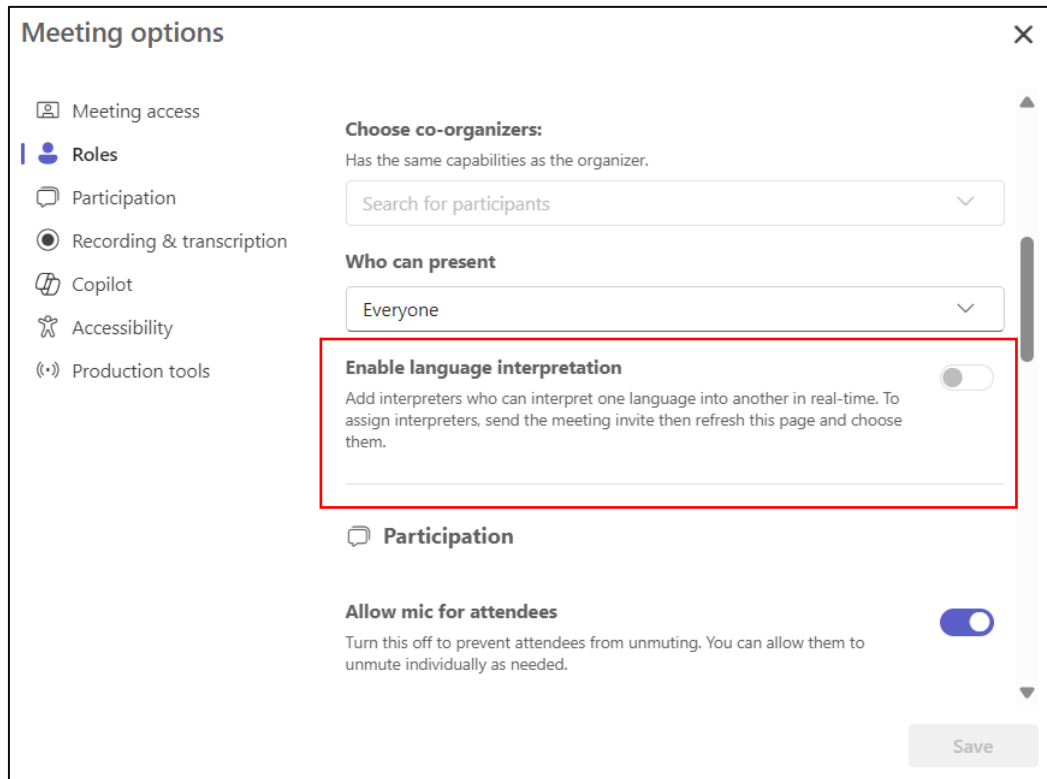 Meeting options
Meeting access
Roles
Participation
Recording & transcription
Copilot
Accessibility
Production tools
Choose co-organizers:
Has the same capabilities as the organizer.
Search for participants
Who can present
Everyone
Enable language interpretation
Add interpreters who can interpret one language into another in real-time. To
assign interpreters, send the meeting invite then refresh this page and choose
them.
Participation
Allow mic for attendees
Turn this off to prevent attendees from unmuting. You can allow them to
unmute individually as needed.
Save